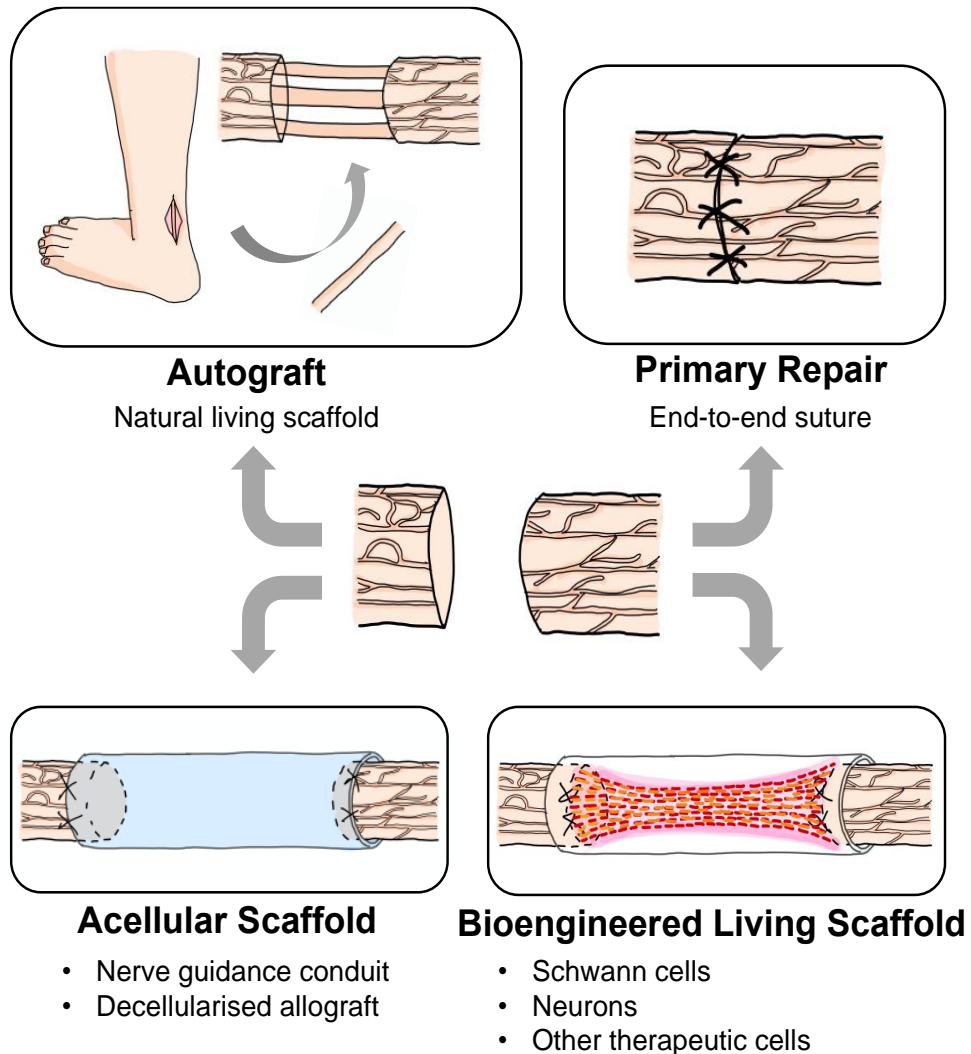 Autograft
Natural living scaffold
Primary Repair
End-to-end suture
Acellular Scaffold
• Nerve guidance conduit
• Decellularised allograft
Bioengineered Living Scaffold
• Schwann cells
• Neurons
• Other therapeutic cells